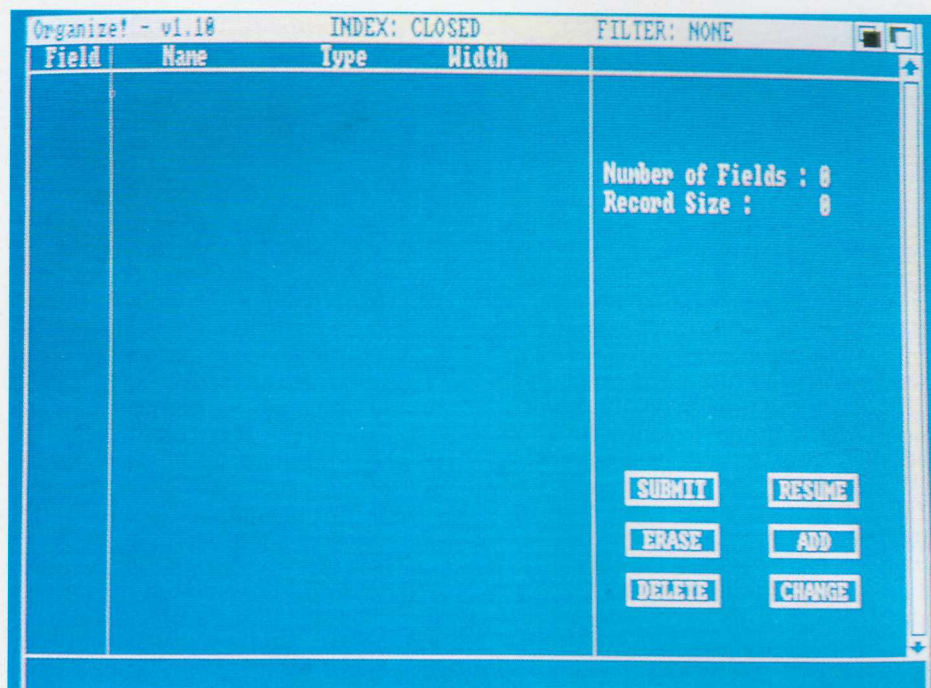 Organize! - v1.10 INDEX: CLOSED FILTER: NONE
Field Name Type Width
Number of Fields : 0
Record Size : 0
SUBMIT RESUME
ERASE ADD
DELETE CHANGE